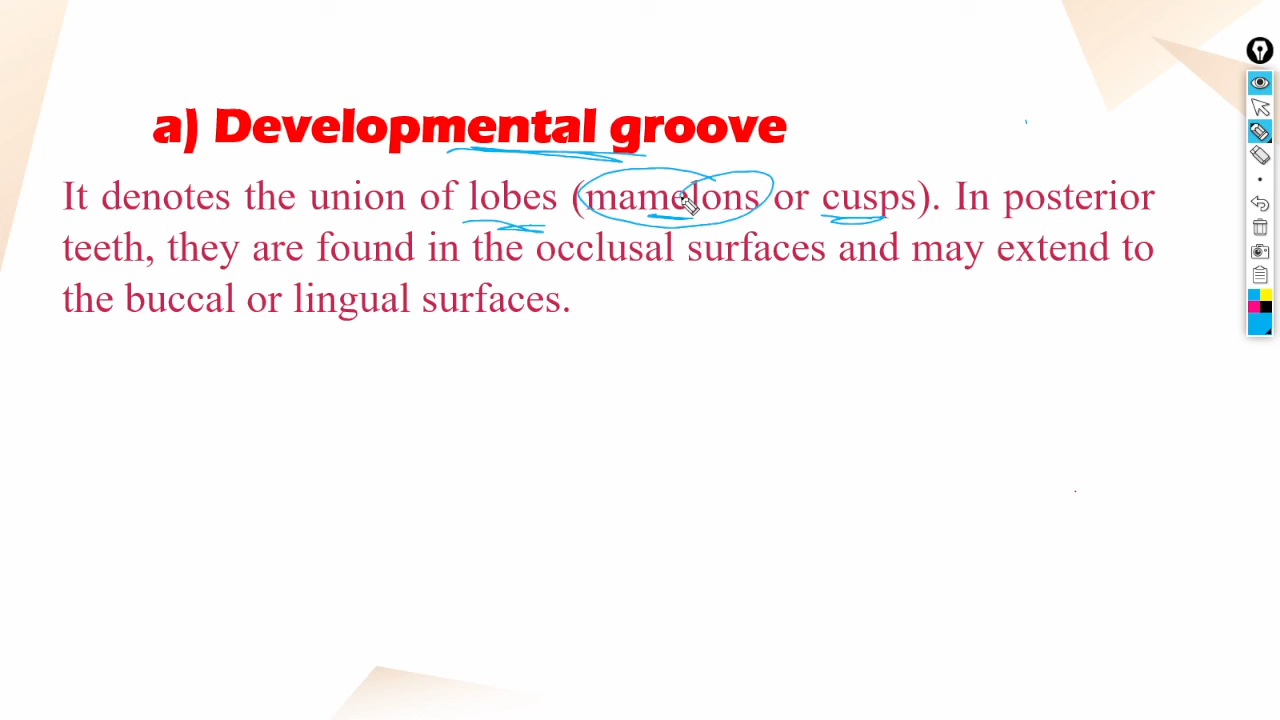 a) Developmental groove
It denotes the union of lobes (mamelons or cusps). In posterior
teeth, they are found in the occlusal surfaces and may extend to
the buccal or lingual surfaces.